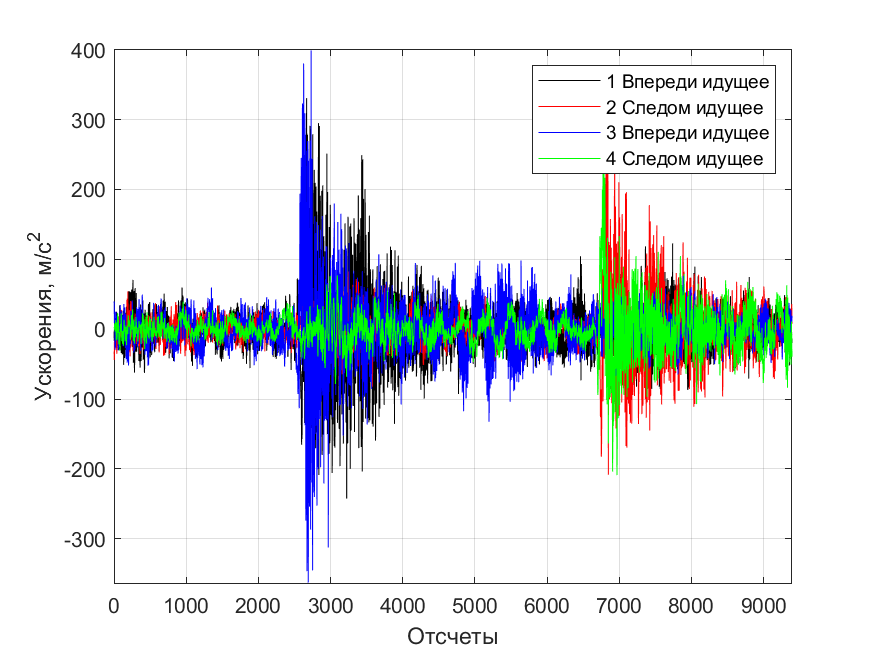 400
300
200
100
0
-100
-200
-300
0 1000 2000 3000 4000 5000 6000 7000 8000 9000
Отсчеты
Ускорения, м/с²
1 Впереди идущее
2 Следом идущее
3 Впереди идущее
4 Следом идущее